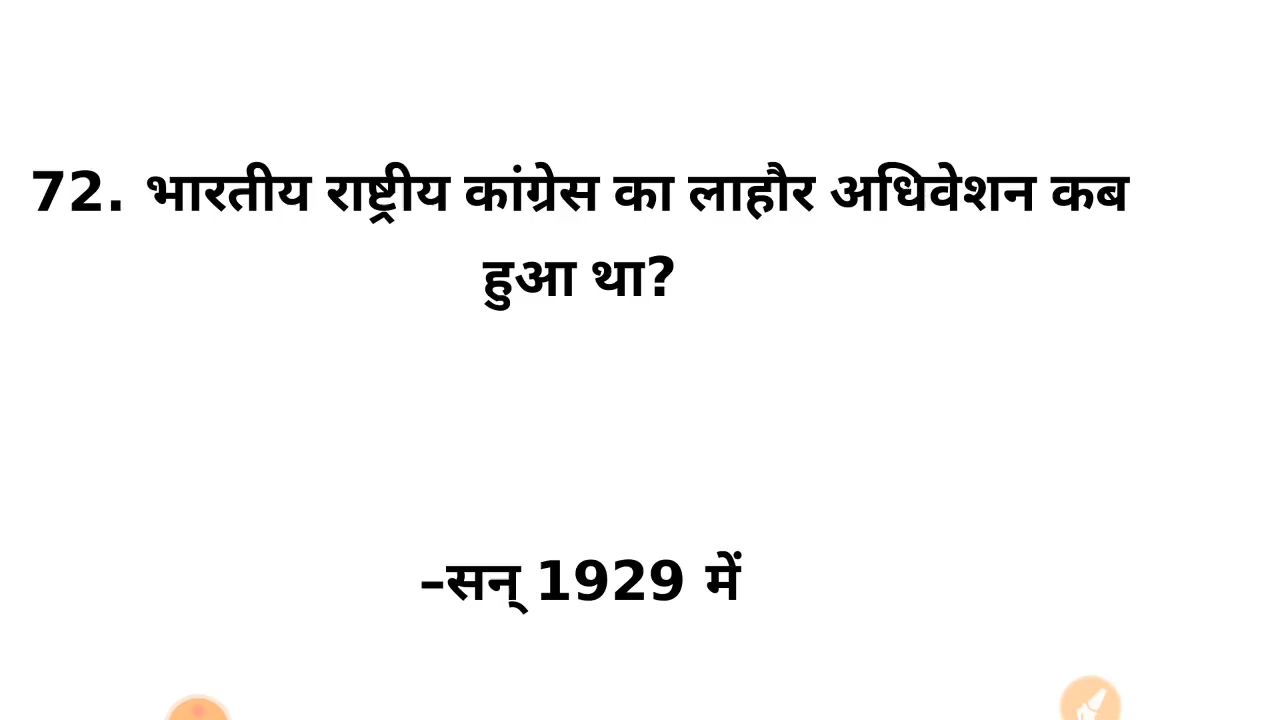 72. भारतीय राष्ट्रीय कांग्रेस का लाहौर अधिवेशन कब
हुआ था?
–सन् 1929 में